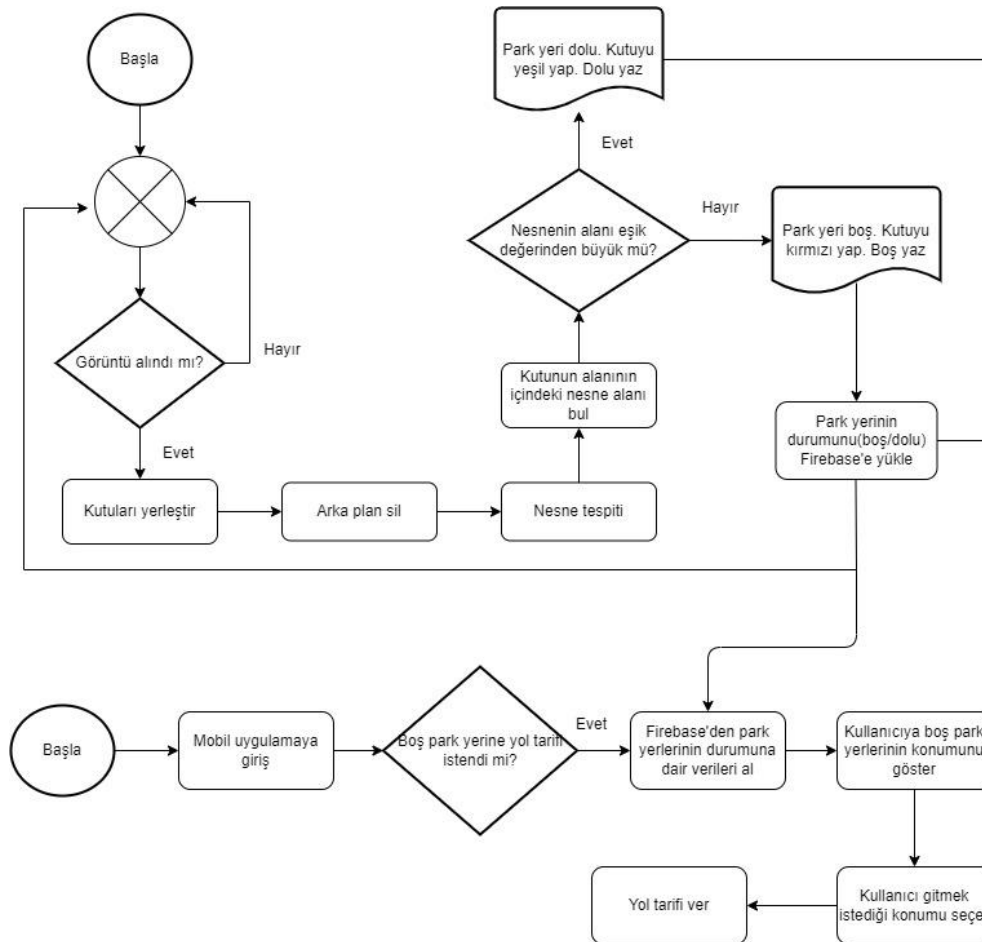 Başla
Park yeri dolu. Kutuyu
yeşil yap. Dolu yaz
Evet
Nesnenin alanı eşik
değerinden büyük mü?
Hayır
Park yeri boş. Kutuyu
kırmızı yap. Boş yaz
Görüntü alındı mı?
Hayır
Evet
Kutunun alanının
içindeki nesne alanı
bul
Park yerinin
durumunu(boş/dolu)
Firebase'e yükle
Kutuları yerleştir
Arka plan sil
Nesne tespiti
Başla
Mobil uygulamaya
giriş
Boş park yerine yol tarifi
istendi mi?
Evet
Firebase'den park
yerlerinin durumuna
dair verileri al
Kullanıcıya boş park
yerlerinin konumunu
göster
Kullanıcı gitmek
istediği konumu seçe
Yol tarifi ver